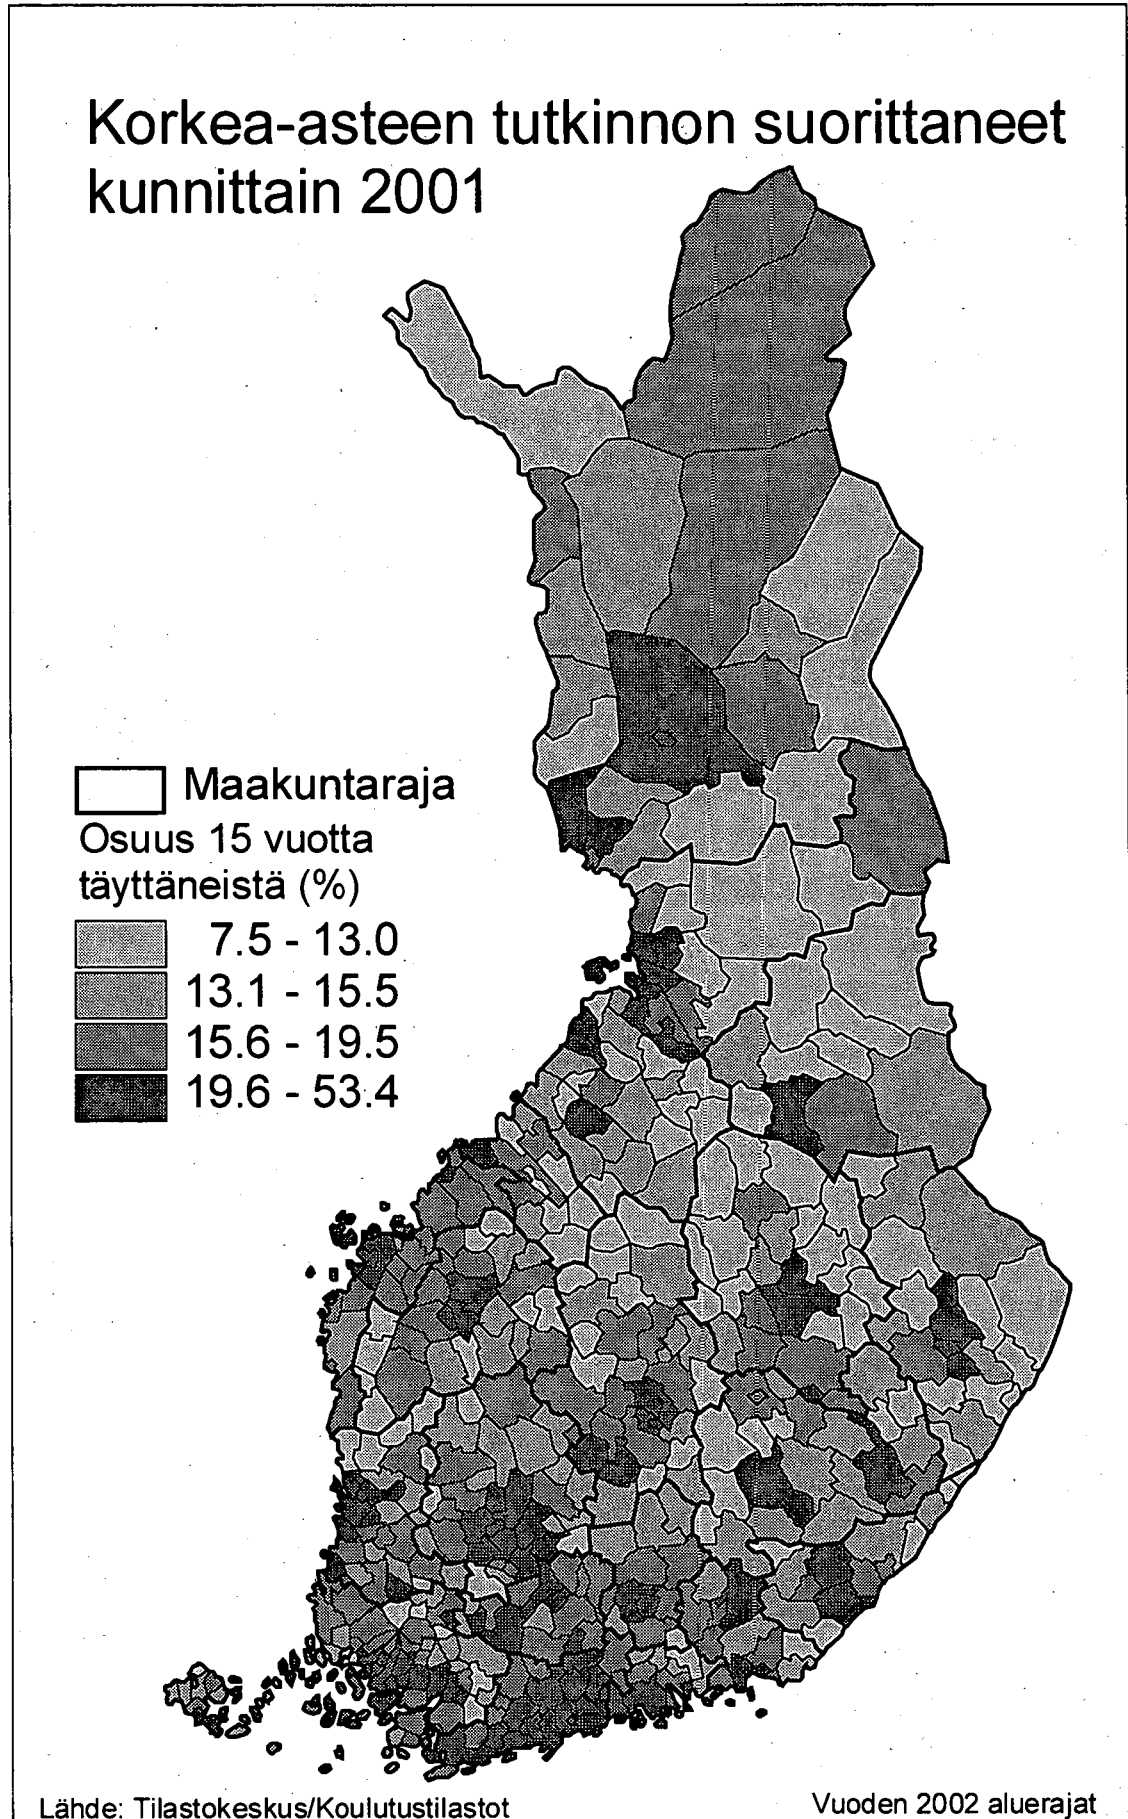 Korkea-asteen tutkinnon suorittaneet
kunnittain 2001
Maakuntaraja
Osuus 15 vuotta
täyttäneistä (%)
7.5 - 13.0
13.1 - 15.5
15.6 - 19.5
19.6 - 53.4
Lähde: Tilastokeskus/Koulutustilastot
Vuoden 2002 aluerajat